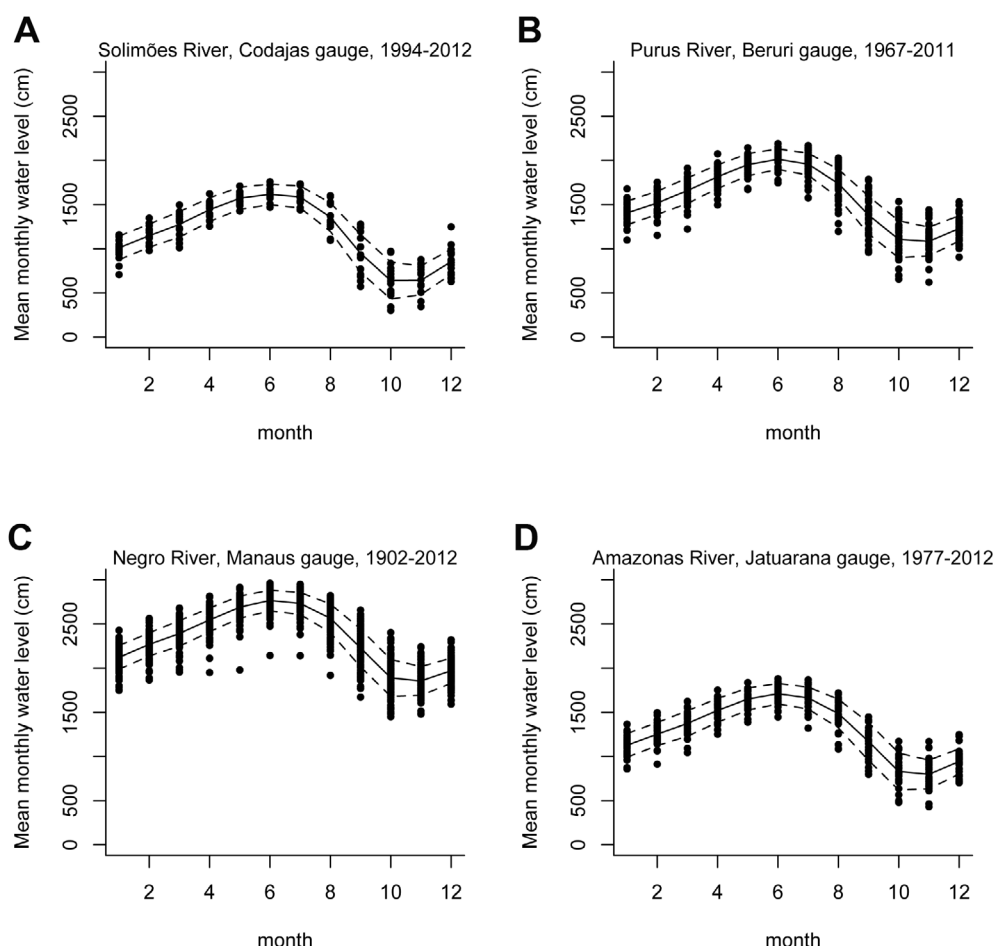 A
Solimões River, Codajas gauge, 1994-2012
Mean monthly water level (cm)
2500
1500
500
0
2 4 6 8 10 12
month
B
Purus River, Beruri gauge, 1967-2011
Mean monthly water level (cm)
2500
1500
500
0
2 4 6 8 10 12
month
C
Negro River, Manaus gauge, 1902-2012
Mean monthly water level (cm)
2500
1500
500
0
2 4 6 8 10 12
month
D
Amazonas River, Jatuarana gauge, 1977-2012
Mean monthly water level (cm)
2500
1500
500
0
2 4 6 8 10 12
month